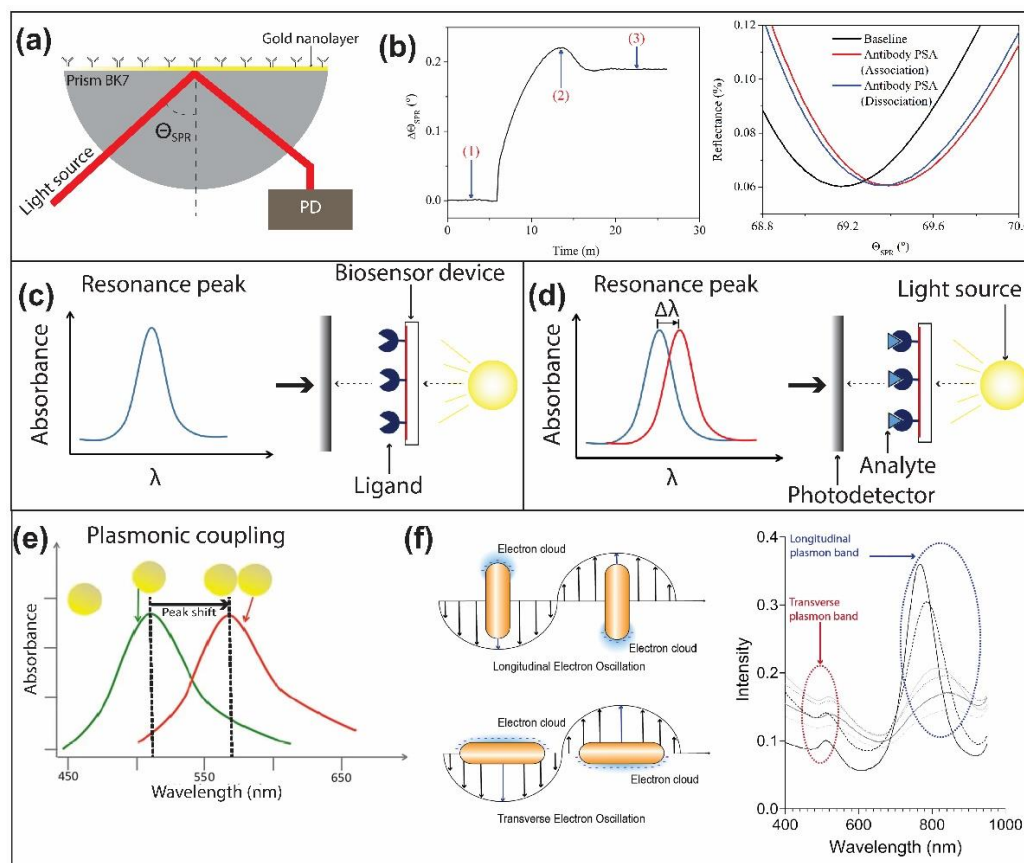 (a)
Gold nanolayer
Prism BK7
ΘSPR
Light source
PD
(b)
0.2
0.1
0.0
ΔΘSPR (°)
(1)
(2)
(3)
0
10
20
30
Time (m)
0.12
0.10
0.08
0.06
Reflectance (%)
Baseline
Antibody PSA
(Association)
Antibody PSA
(Dissociation)
68.8
69.2
69.6
70.
ΘSPR (°)
(c)
Resonance peak
Biosensor device
Absorbance
λ
Ligand
(d)
Resonance peak
Light source
Δλ
Absorbance
λ
Analyte
Photodetector
(e)
Plasmonic coupling
Peak shift
Absorbance
450
550
650
Wavelength (nm)
(f)
Electron cloud
Electron cloud
Longitudinal Electron Oscillation
Electron cloud
Electron cloud
Transverse Electron Oscillation
Longitudinal
plasmon band
Transverse
plasmon band
0.4
0.3
0.2
0.1
0.0
Intensity
400
600
800
1000
Wavelength (nm)